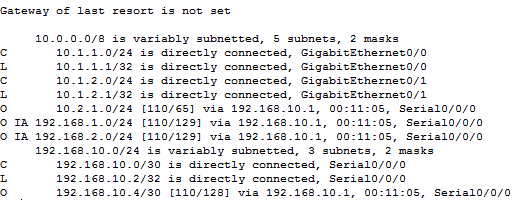 Gateway of last resort is not set
10.0.0.0/8 is variably subnetted, 5 subnets, 2 masks
C 10.1.1.0/24 is directly connected, GigabitEthernet0/0
L 10.1.1.1/32 is directly connected, GigabitEthernet0/0
C 10.1.2.0/24 is directly connected, GigabitEthernet0/1
L 10.1.2.1/32 is directly connected, GigabitEthernet0/1
O 10.2.1.0/24 [110/65] via 192.168.10.1, 00:11:05, Serial0/0/0
O IA 192.168.1.0/24 [110/129] via 192.168.10.1, 00:11:05, Serial0/0/0
O IA 192.168.2.0/24 [110/129] via 192.168.10.1, 00:11:05, Serial0/0/0
192.168.10.0/24 is variably subnetted, 3 subnets, 2 masks
C 192.168.10.0/30 is directly connected, Serial0/0/0
L 192.168.10.2/32 is directly connected, Serial0/0/0
O 192.168.10.4/30 [110/128] via 192.168.10.1, 00:11:05, Serial0/0/0